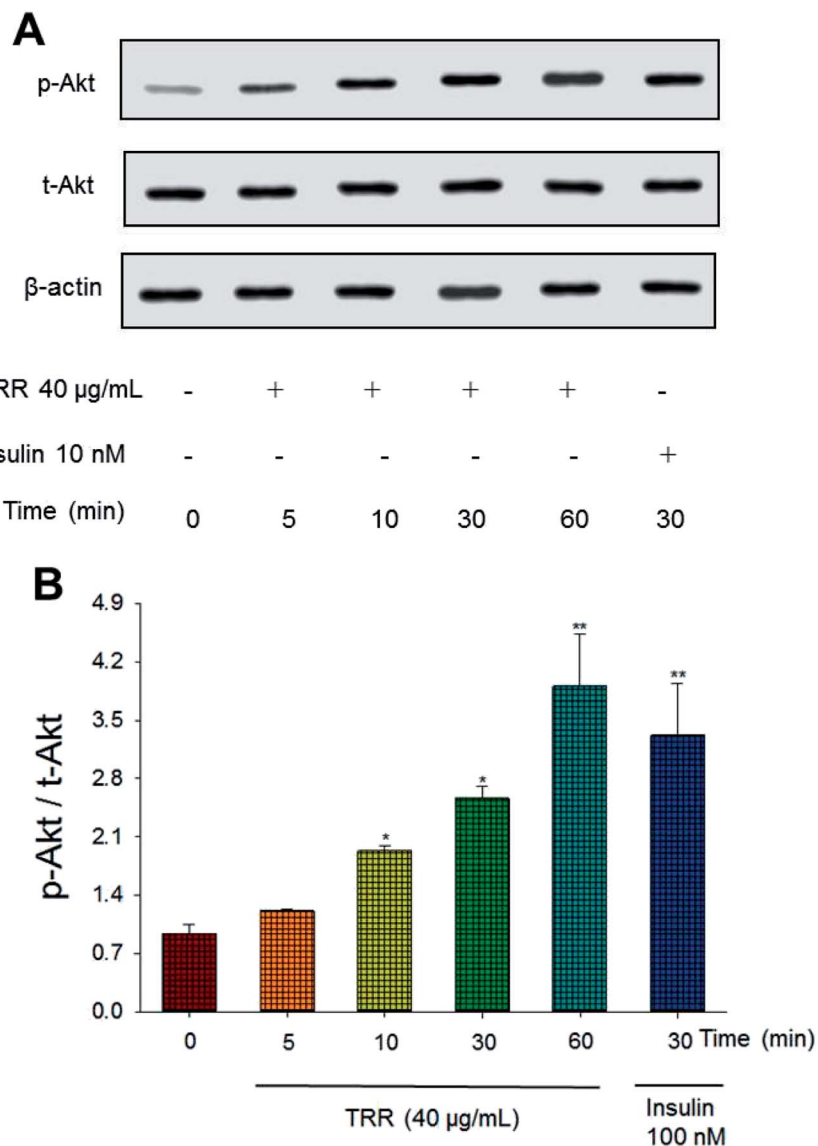 A
p-Akt
t-Akt
β-actin
RR 40 µg/mL - + + + + -
sulin 10 nM - - - - - +
Time (min) 0 5 10 30 60 30
B
p-Akt / t-Akt
4.9
4.2
3.5
2.8
2.1
1.4
0.7
0.0
**
**
*
*
0 5 10 30 60 30 Time (min)
TRR (40 µg/mL)
Insulin
100 nM